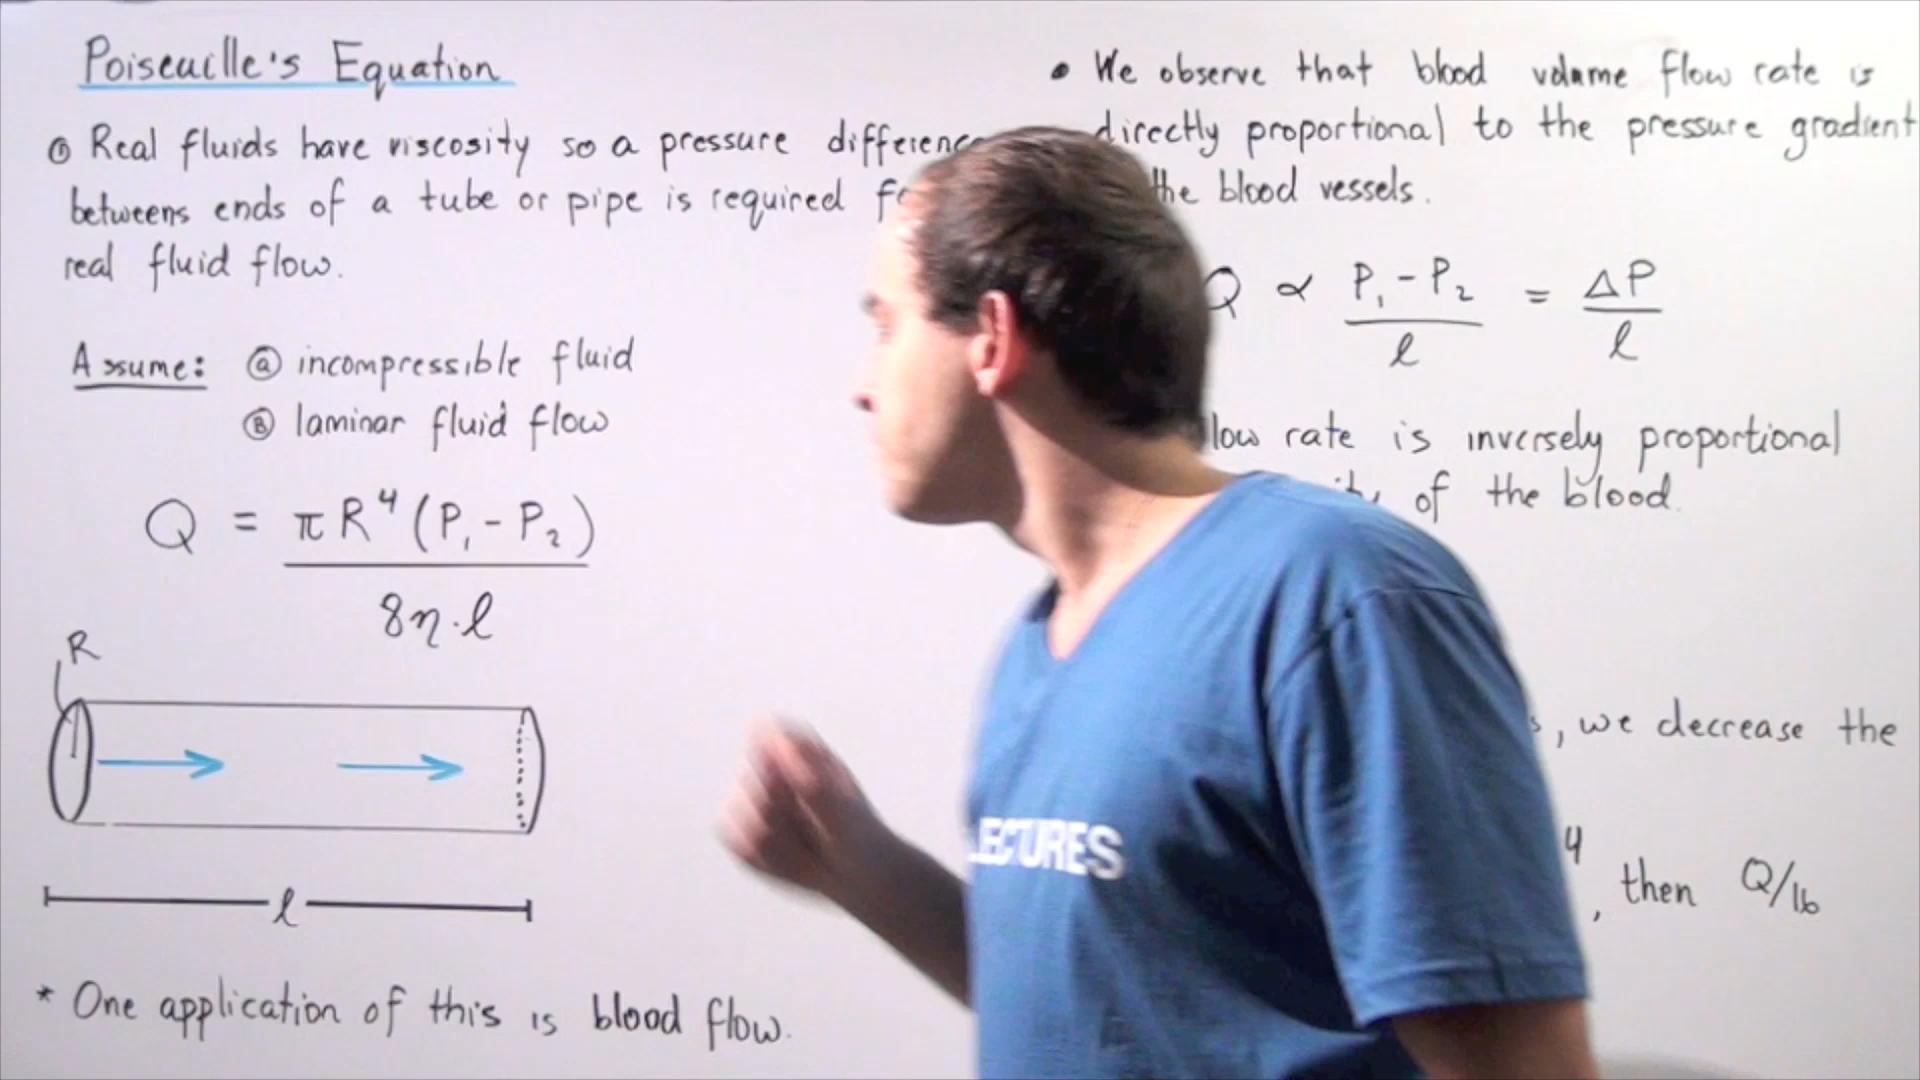 Poiseuille's Equation
Real fluids have viscosity so a pressure
betweens ends of a tube or pipe is required
real fluid flow.
Assume: ⓐ incompressible fluid
Ⓑ laminar fluid flow
Q = πR⁴(P₁-P₂)
8η·l
R
l
* One application of this is blood flow.
• We observe that blood volume flow rate is
directly proportional to the pressure gradient
the blood vessels.
Q ∝ P₁-P₂ = ΔP
l l
rate is inversely proportional
of the blood.
, we decrease the
4
, then Q/16
LECTURES